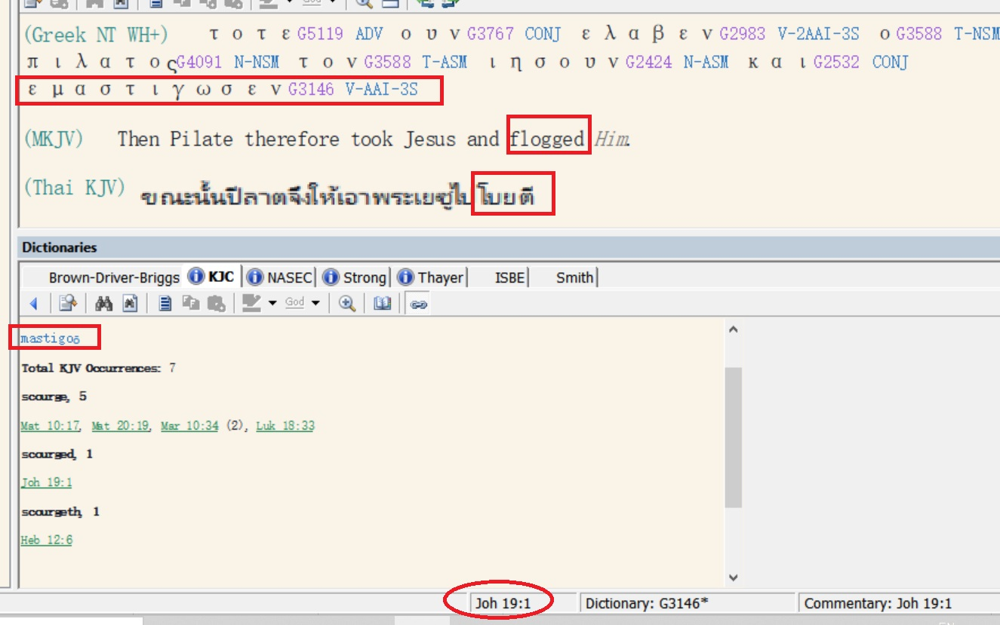 (Greek NT WH+) τ ο τ ε G5119 ADV ο υ ν G3767 CONJ ε λ α β ε ν G2983 V-2AAI-3S ο G3588 T-NSM
π ι λ α τ ο ς G4091 N-NSM τ ο ν G3588 T-ASM ι η σ ο υ ν G2424 N-ASM κ α ι G2532 CONJ
ε μ α σ τ ι γ ω σ ε ν G3146 V-AAI-3S
(MKJV) Then Pilate therefore took Jesus and flogged Him.
(Thai KJV) ขณะนั้นปีลาตจึงให้เอาพระเยซูไปโบยตี
Dictionaries
Brown-Driver-Briggs KJC NASEC Strong Thayer ISBE Smith
God
mastigoō
Total KJV Occurrences: 7
scourge, 5
Mat 10:17, Mat 20:19, Mar 10:34 (2), Luk 18:33
scourged, 1
Joh 19:1
scourgeth, 1
Heb 12:6
Joh 19:1 Dictionary: G3146* Commentary: Joh 19:1